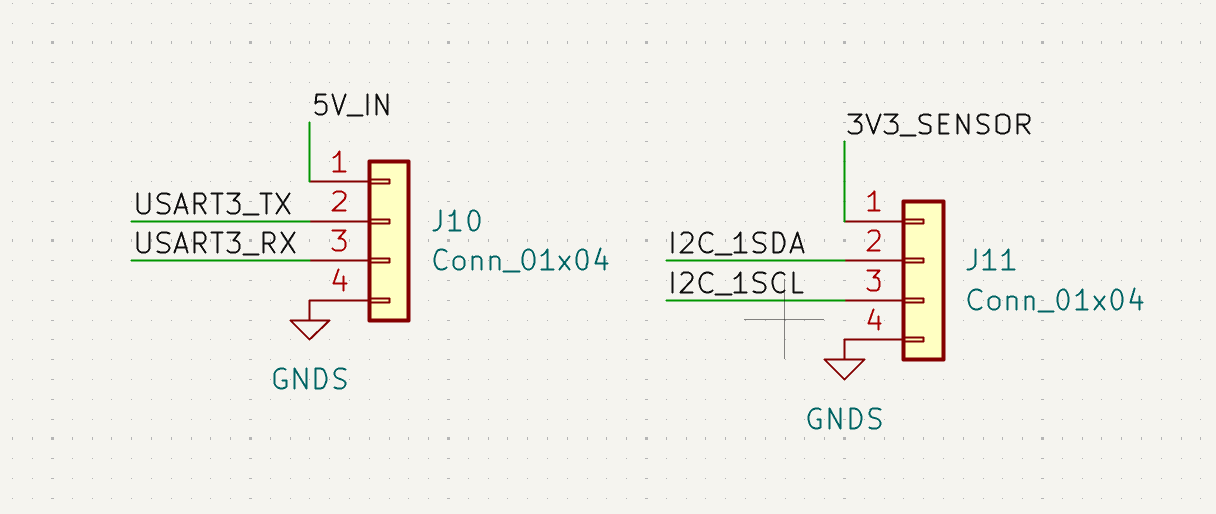 5V_IN
1
USART3_TX
2
USART3_RX
3
4
J10
Conn_01x04
GNDS
3V3_SENSOR
1
I2C_1SDA
2
I2C_1SCL
3
4
J11
Conn_01x04
GNDS